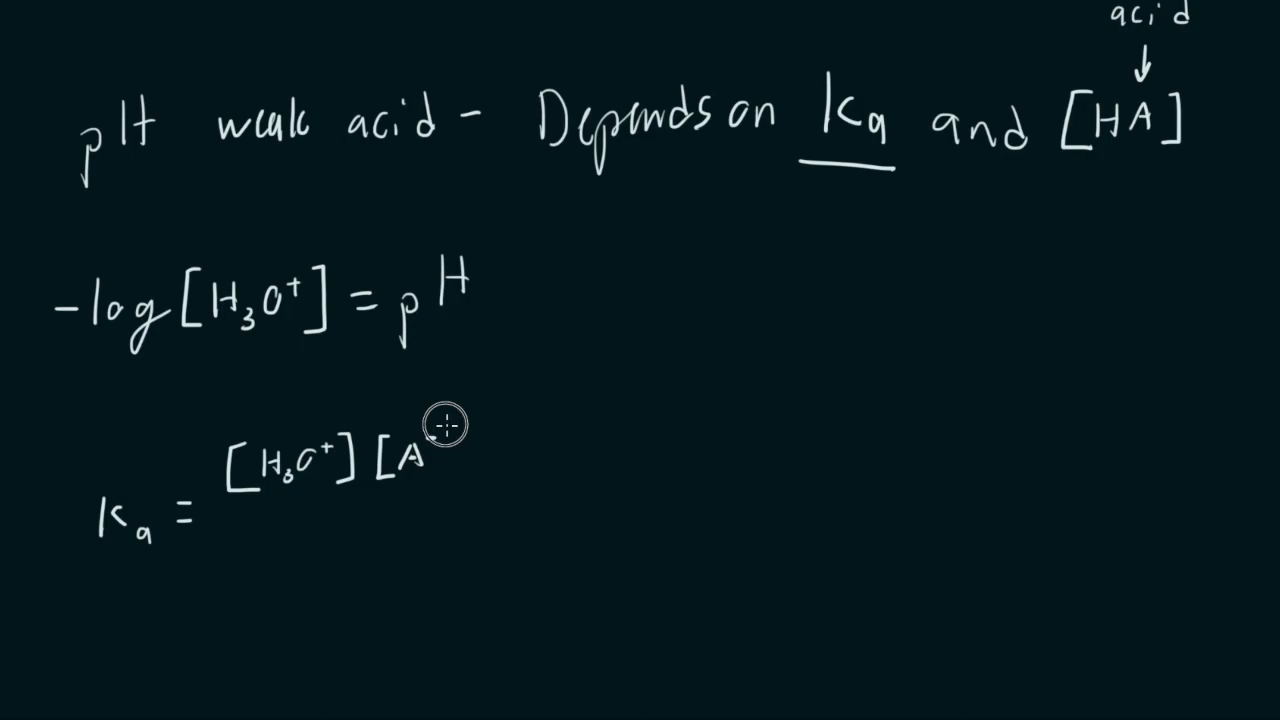 acid
↓
pH weak acid - Depends on Ka and [HA]
-log[H₃O⁺] = pH
Ka = [H₃O⁺][A⁻